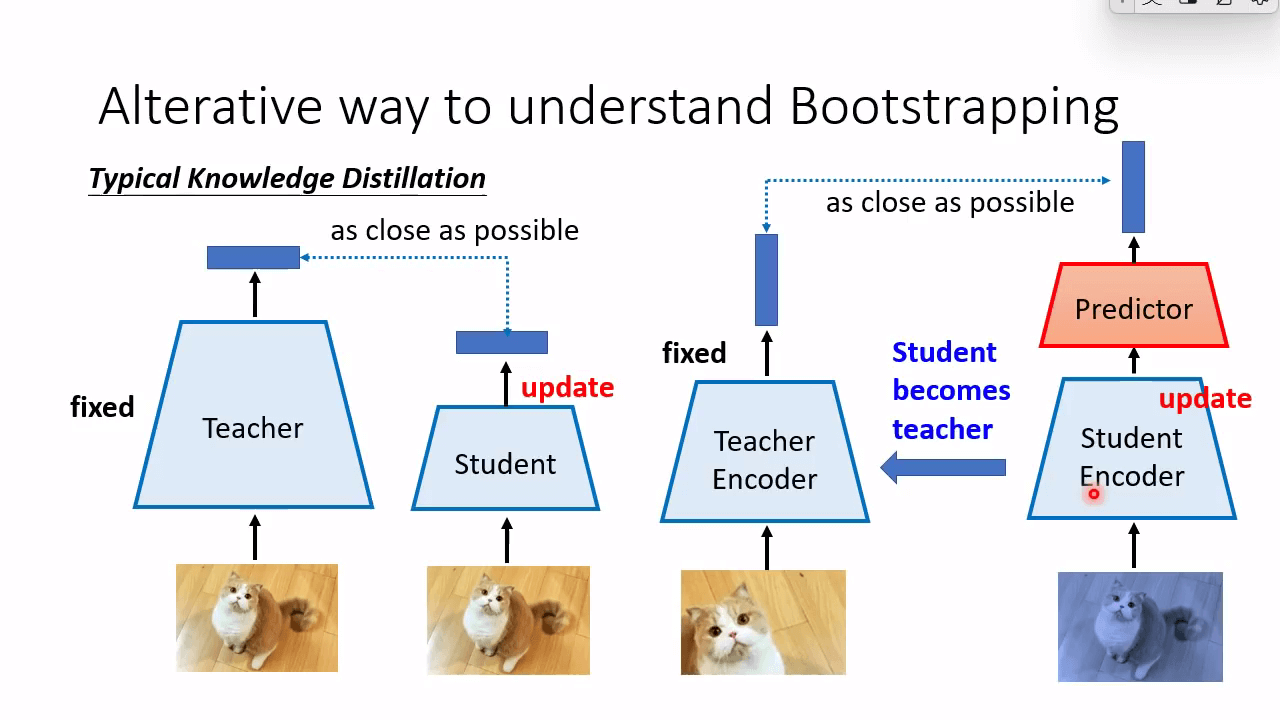 Alterative way to understand Bootstrapping
Typical Knowledge Distillation
as close as possible
fixed
Teacher
update
Student
as close as possible
fixed
Teacher
Encoder
Student
becomes
teacher
Predictor
update
Student
Encoder